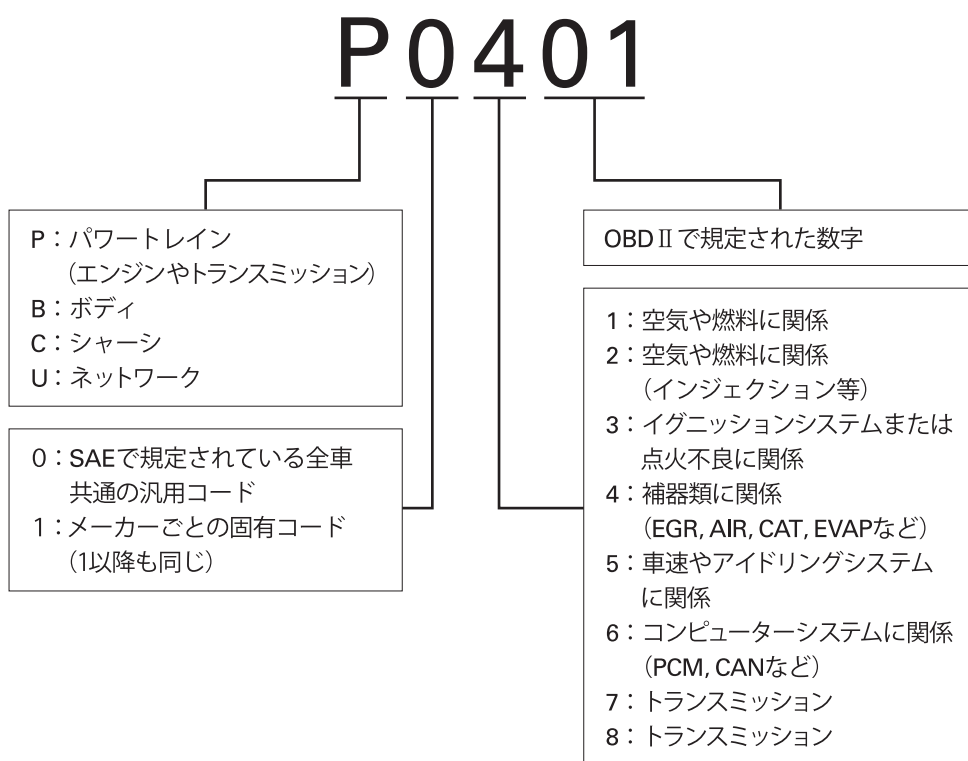 P0401
P：パワートレイン
（エンジンやトランスミッション）
B：ボディ
C：シャーシ
U：ネットワーク
0：SAEで規定されている全車
共通の汎用コード
1：メーカーごとの固有コード
（1以降も同じ）
OBDⅡで規定された数字
1：空気や燃料に関係
2：空気や燃料に関係
（インジェクション等）
3：イグニッションシステムまたは
点火不良に関係
4：補器類に関係
（EGR, AIR, CAT, EVAPなど）
5：車速やアイドリングシステム
に関係
6：コンピューターシステムに関係
（PCM, CANなど）
7：トランスミッション
8：トランスミッション